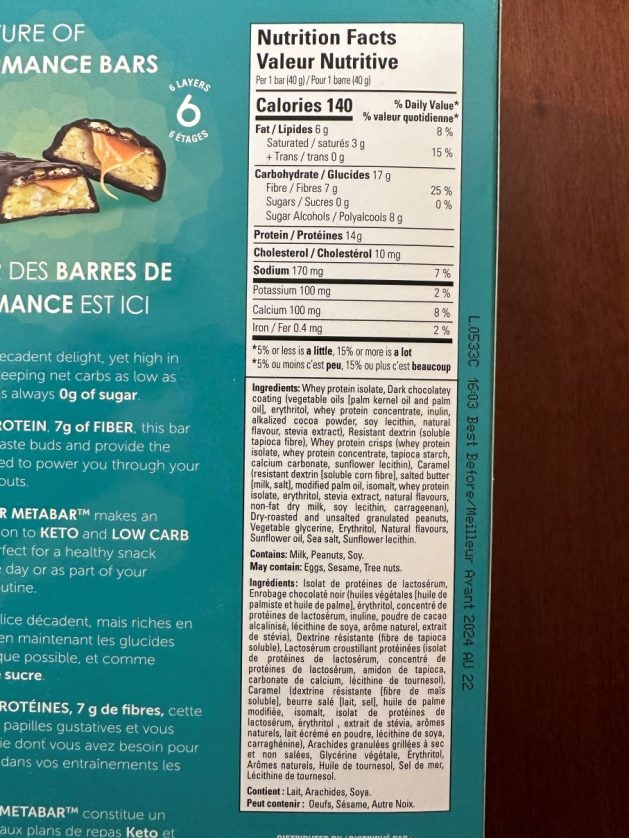 TURE OF
RMANCE BARS
6 LAYERS
6
6 ÉTAGES
DES BARRES DE
MANCE EST ICI
ecadent delight, yet high in
eeping net carbs as low as
s always 0g of sugar.
ROTEIN, 7g of FIBER, this bar
aste buds and provide the
ed to power you through your
outs.
R METABAR™ makes an
on to KETO and LOW CARB
rfect for a healthy snack
day or as part of your
utine.
lice décadent, mais riches en
en maintenant les glucides
que possible, et comme
sucre.
ROTÉINES, 7 g de fibres, cette
papilles gustatives et vous
ie dont vous avez besoin pour
dans vos entraînements les
METABAR™ constitue un
aux plans de repas Keto et
Nutrition Facts
Valeur Nutritive
Per 1 bar (40 g) / Pour 1 barre (40 g)
Calories 140
% Daily Value*
% valeur quotidienne*
Fat / Lipides 6 g 8 %
Saturated / saturés 3 g
+ Trans / trans 0 g 15 %
Carbohydrate / Glucides 17 g
Fibre / Fibres 7 g 25 %
Sugars / Sucres 0 g 0 %
Sugar Alcohols / Polyalcools 8 g
Protein / Protéines 14g
Cholesterol / Cholestérol 10 mg
Sodium 170 mg 7 %
Potassium 100 mg 2 %
Calcium 100 mg 8 %
Iron / Fer 0.4 mg 2 %
*5% or less is a little, 15% or more is a lot
*5% ou moins c'est peu, 15% ou plus c'est beaucoup
Ingredients: Whey protein isolate, Dark chocolatey
coating (vegetable oils [palm kernel oil and palm
oil], erythritol, whey protein concentrate, inulin,
alkalized cocoa powder, soy lecithin, natural
flavour, stevia extract), Resistant dextrin (soluble
tapioca fibre), Whey protein crisps (whey protein
isolate, whey protein concentrate, tapioca starch,
calcium carbonate, sunflower lecithin), Caramel
(resistant dextrin [soluble corn fibre], salted butter
[milk, salt], modified palm oil, isomalt, whey protein
isolate, erythritol, stevia extract, natural flavours,
non-fat dry milk, soy lecithin, carrageenan),
Dry-roasted and unsalted granulated peanuts,
Vegetable glycerine, Erythritol, Natural flavours,
Sunflower oil, Sea salt, Sunflower lecithin.
Contains: Milk, Peanuts, Soy.
May contain: Eggs, Sesame, Tree nuts.
Ingrédients: Isolat de protéines de lactosérum,
Enrobage chocolaté noir (huiles végétales [huile de
palmiste et huile de palme], érythritol, concentré de
protéines de lactosérum, inuline, poudre de cacao
alcalinisé, lécithine de soya, arôme naturel, extrait
de stévia), Dextrine résistante (fibre de tapioca
soluble), Lactosérum croustillant protéinées (isolat
de protéines de lactosérum, concentré de
protéines de lactosérum, amidon de tapioca,
carbonate de calcium, lécithine de tournesol),
Caramel (dextrine résistante [fibre de maïs
soluble], beurre salé [lait, sel], huile de palme
modifiée, isomalt, isolat de protéines de
lactosérum, érythritol , extrait de stévia, arômes
naturels, lait écrémé en poudre, lécithine de soya,
carraghénine), Arachides granulées grillées à sec
et non salées, Glycérine végétale, Érythritol,
Arômes naturels, Huile de tournesol, Sel de mer,
Lécithine de tournesol.
Contient : Lait, Arachides, Soya.
Peut contenir : Oeufs, Sésame, Autre Noix.
L.0533C 16:03 Best Before/Meilleur Avant 2024 AU 22